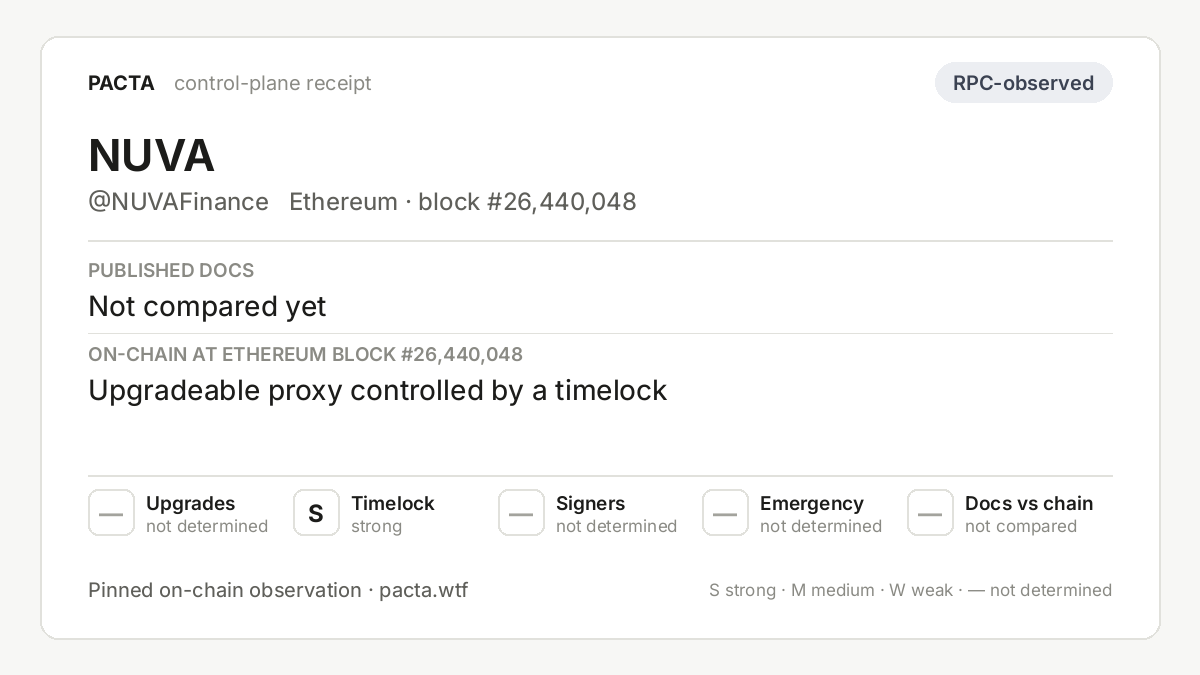 PACTA control-plane receipt RPC-observed
NUVA
@NUVAFinance Ethereum · block #26,440,048
PUBLISHED DOCS
Not compared yet
ON-CHAIN AT ETHEREUM BLOCK #26,440,048
Upgradeable proxy controlled by a timelock
— Upgrades not determined
S Timelock strong
— Signers not determined
— Emergency not determined
— Docs vs chain not compared
Pinned on-chain observation · pacta.wtf
S strong · M medium · W weak · — not determined